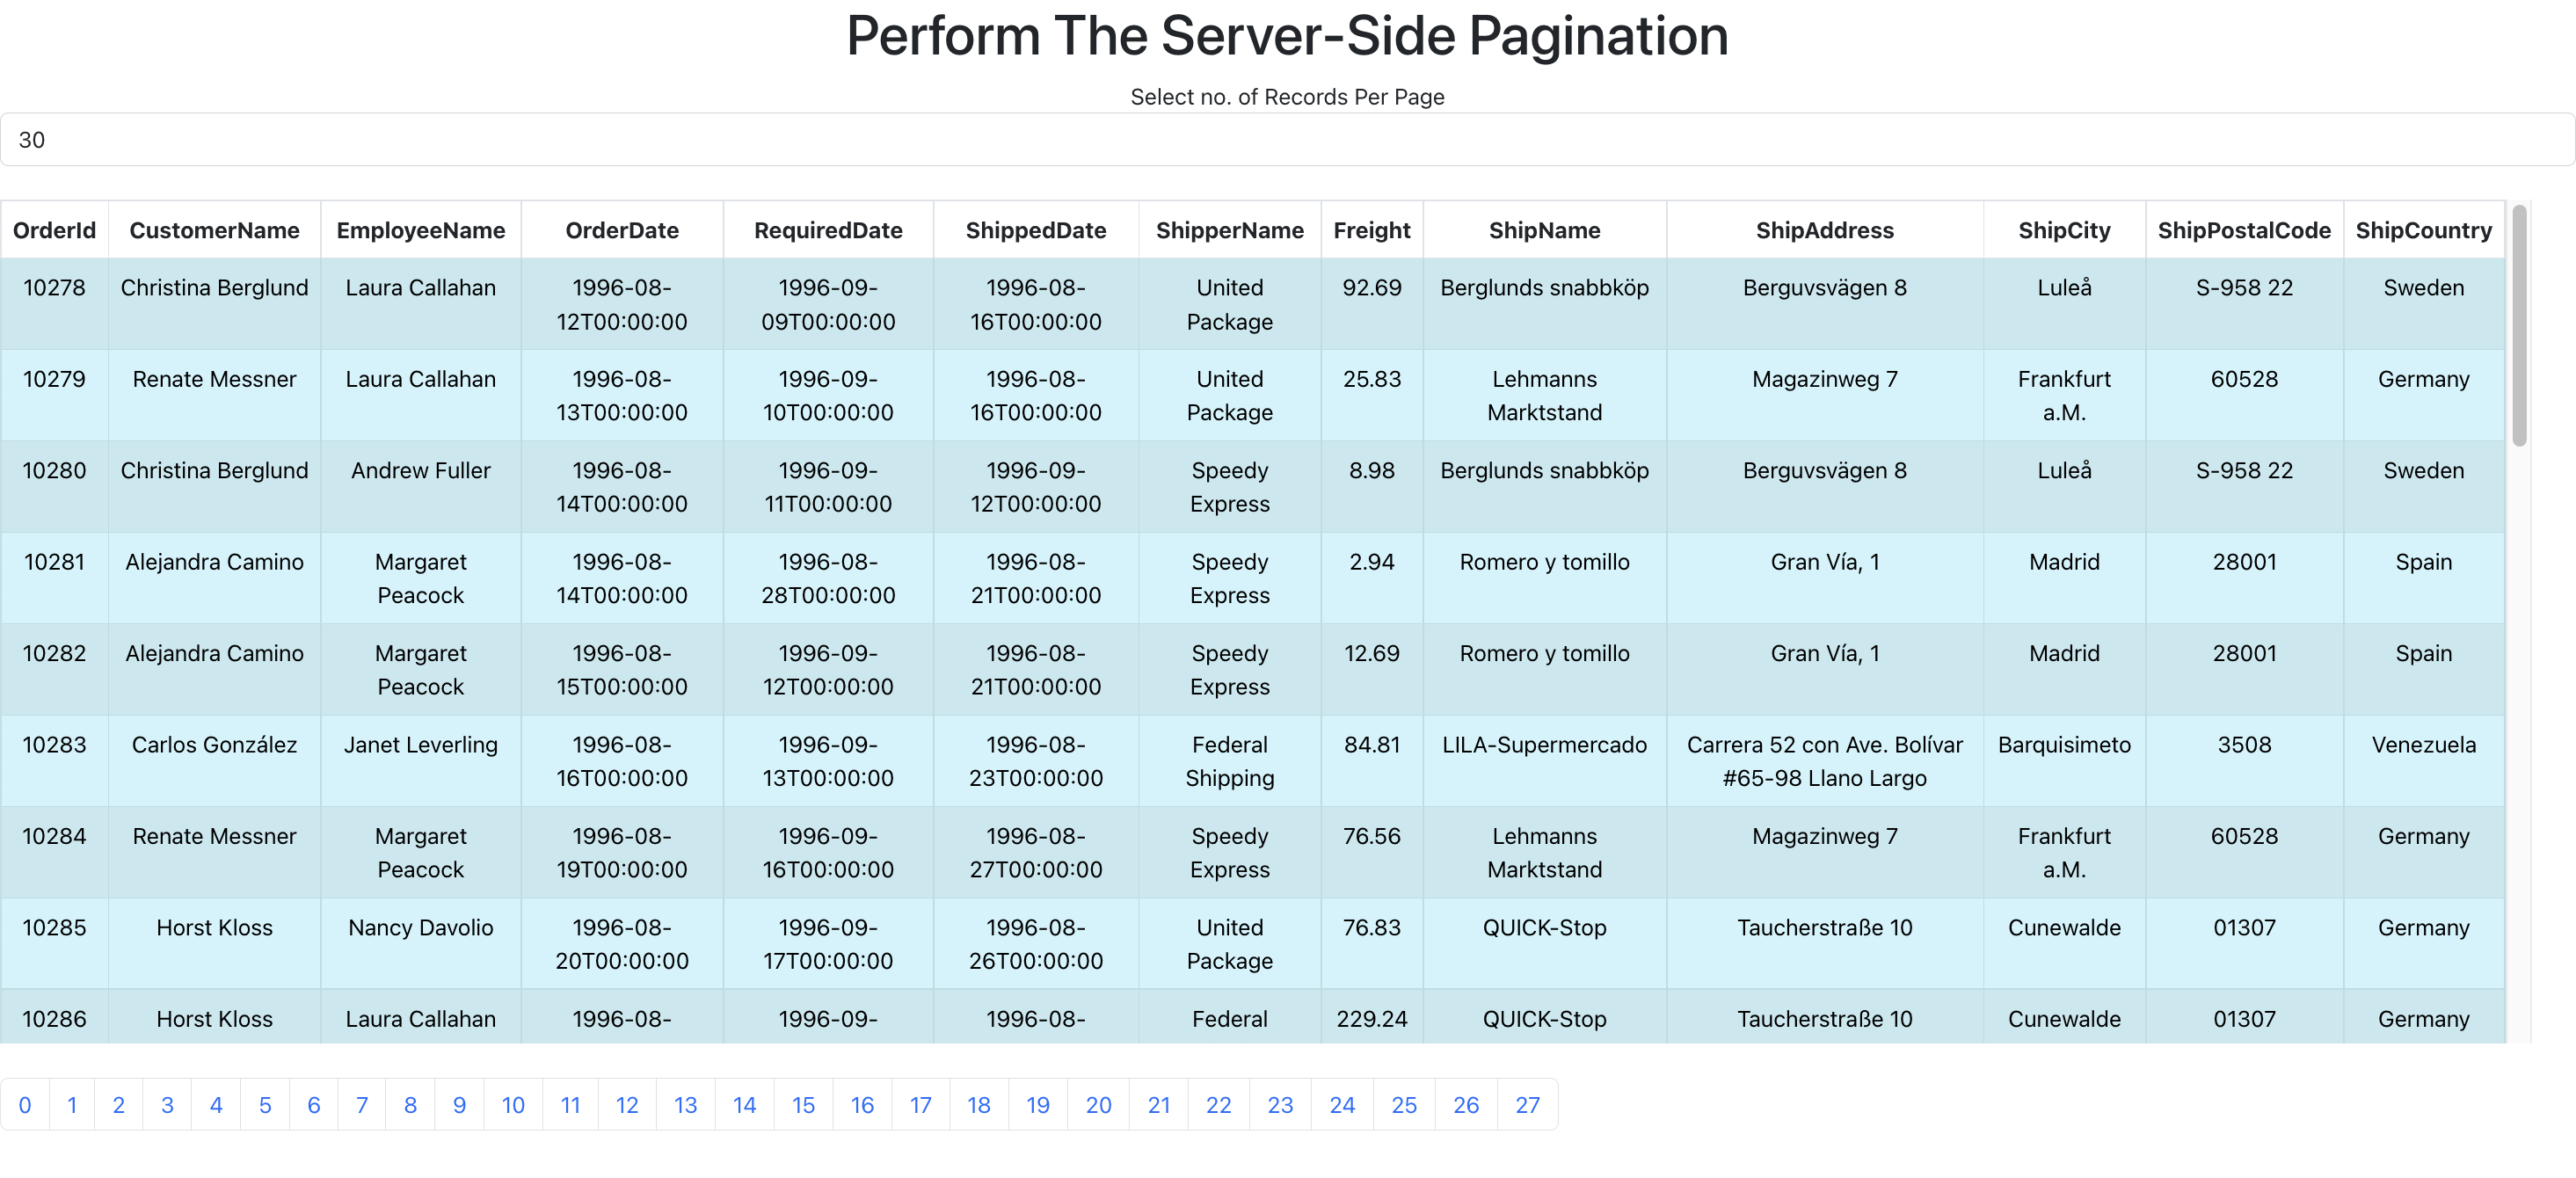 Perform The Server-Side Pagination
Select no. of Records Per Page
30
OrderId CustomerName EmployeeName OrderDate RequiredDate ShippedDate ShipperName Freight ShipName ShipAddress ShipCity ShipPostalCode ShipCountry
10278 Christina Berglund Laura Callahan 1996-08- 1996-09- 1996-08- United 92.69 Berglunds snabbköp Berguvsvägen 8 Luleå S-958 22 Sweden
12T00:00:00 09T00:00:00 16T00:00:00 Package
10279 Renate Messner Laura Callahan 1996-08- 1996-09- 1996-08- United 25.83 Lehmanns Magazinweg 7 Frankfurt 60528 Germany
13T00:00:00 10T00:00:00 16T00:00:00 Package Marktstand a.M.
10280 Christina Berglund Andrew Fuller 1996-08- 1996-09- 1996-09- Speedy 8.98 Berglunds snabbköp Berguvsvägen 8 Luleå S-958 22 Sweden
14T00:00:00 11T00:00:00 12T00:00:00 Express
10281 Alejandra Camino Margaret 1996-08- 1996-08- 1996-08- Speedy 2.94 Romero y tomillo Gran Vía, 1 Madrid 28001 Spain
Peacock 14T00:00:00 28T00:00:00 21T00:00:00 Express
10282 Alejandra Camino Margaret 1996-08- 1996-09- 1996-08- Speedy 12.69 Romero y tomillo Gran Vía, 1 Madrid 28001 Spain
Peacock 15T00:00:00 12T00:00:00 21T00:00:00 Express
10283 Carlos González Janet Leverling 1996-08- 1996-09- 1996-08- Federal 84.81 LILA-Supermercado Carrera 52 con Ave. Bolívar Barquisimeto 3508 Venezuela
16T00:00:00 13T00:00:00 23T00:00:00 Shipping #65-98 Llano Largo
10284 Renate Messner Margaret 1996-08- 1996-09- 1996-08- Speedy 76.56 Lehmanns Magazinweg 7 Frankfurt 60528 Germany
Peacock 19T00:00:00 16T00:00:00 27T00:00:00 Express Marktstand a.M.
10285 Horst Kloss Nancy Davolio 1996-08- 1996-09- 1996-08- United 76.83 QUICK-Stop Taucherstraße 10 Cunewalde 01307 Germany
20T00:00:00 17T00:00:00 26T00:00:00 Package
10286 Horst Kloss Laura Callahan 1996-08- 1996-09- 1996-08- Federal 229.24 QUICK-Stop Taucherstraße 10 Cunewalde 01307 Germany
0 1 2 3 4 5 6 7 8 9 10 11 12 13 14 15 16 17 18 19 20 21 22 23 24 25 26 27